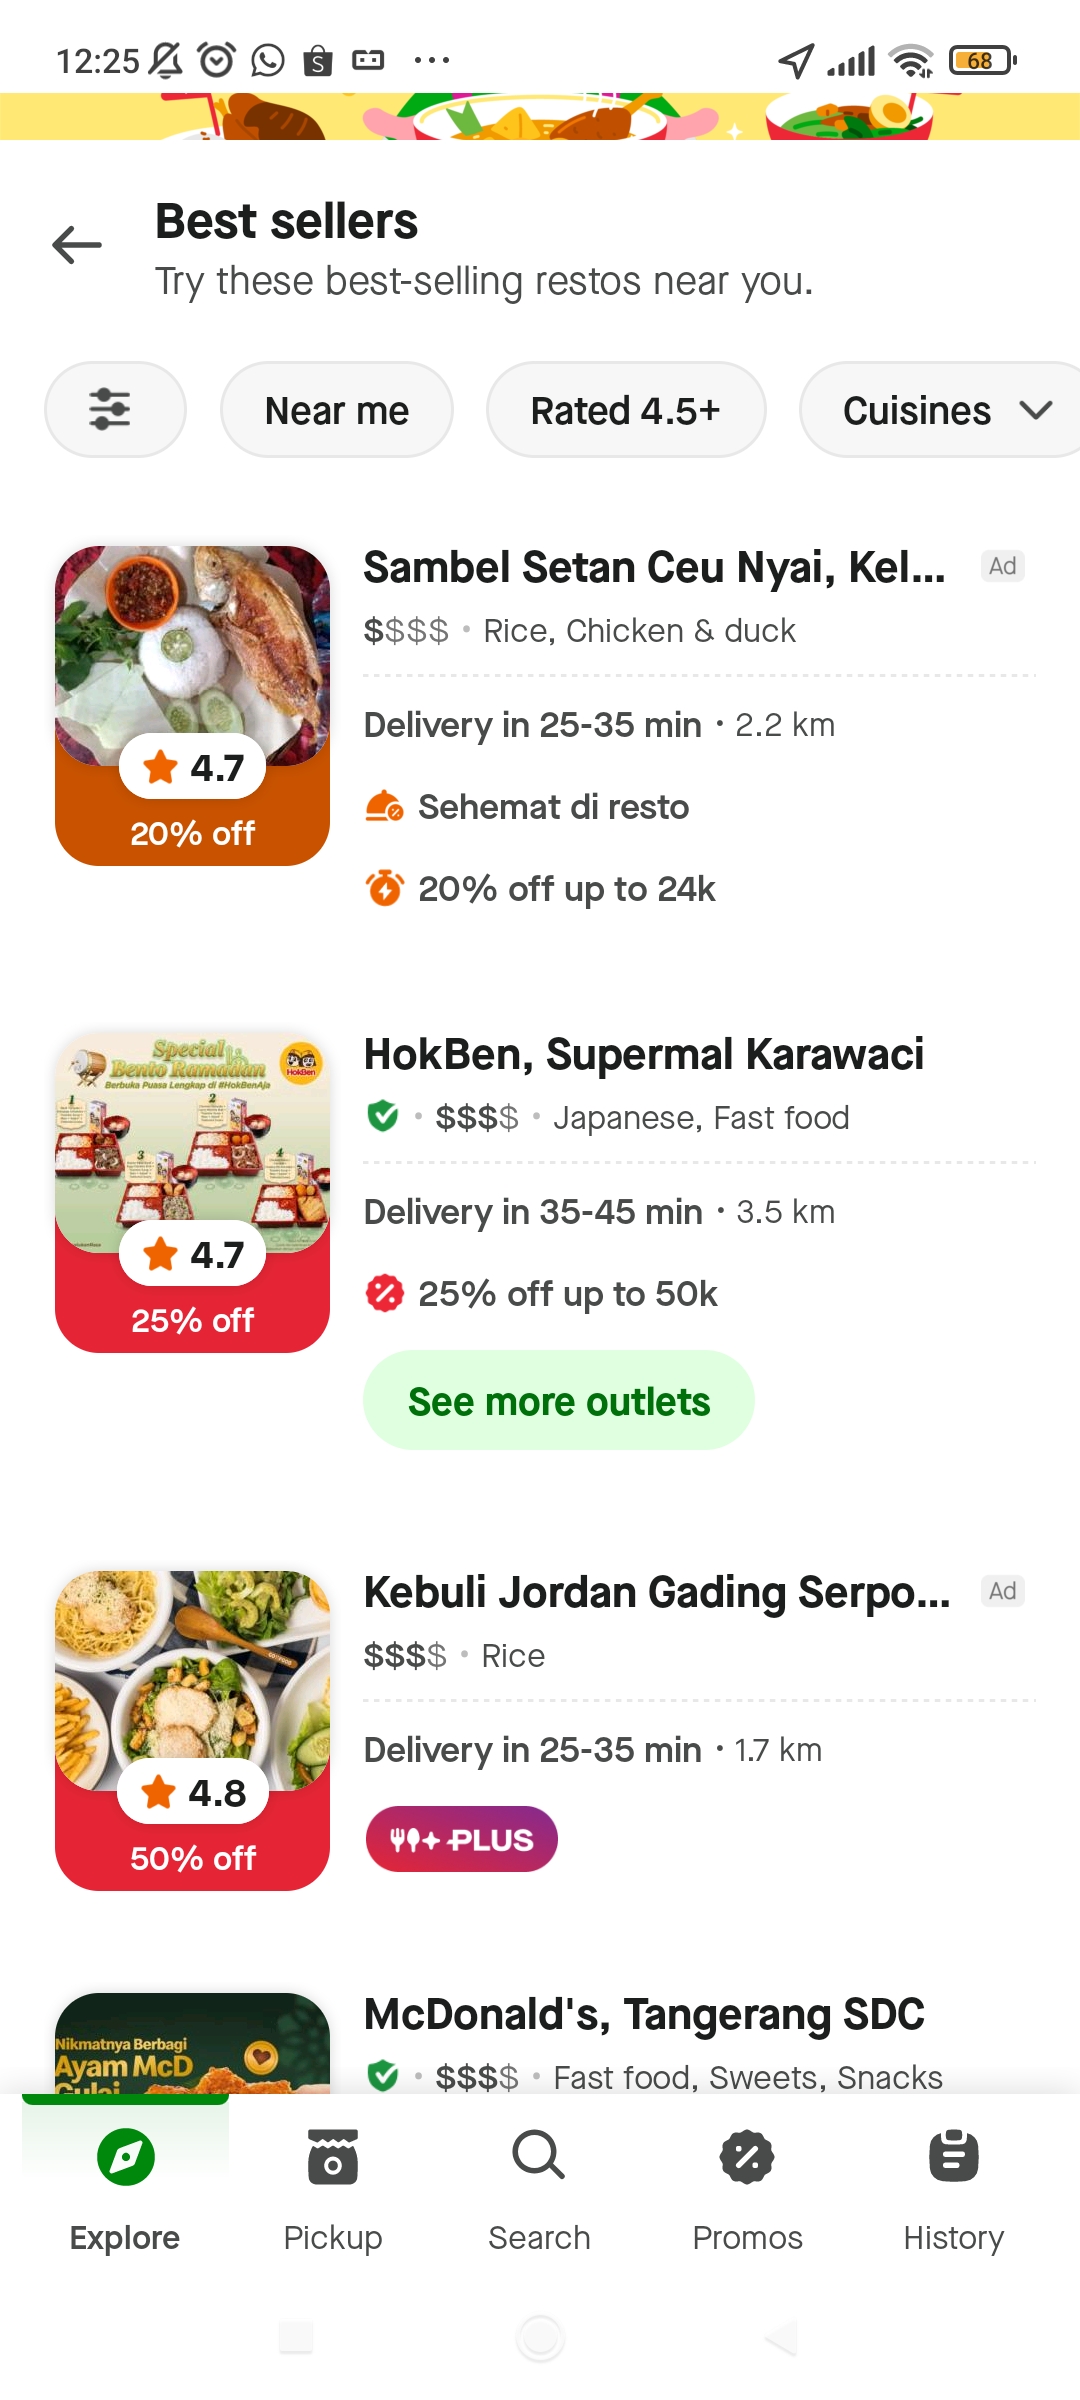 12:25
68
Best sellers
Try these best-selling restos near you.
Near me
Rated 4.5+
Cuisines
Sambel Setan Ceu Nyai, Kel...
Ad
$$$$ • Rice, Chicken & duck
Delivery in 25-35 min • 2.2 km
4.7
20% off
Sehemat di resto
20% off up to 24k
Special
Bento Ramadan
Berbuka Puasa Lengkap di #HokBenAja
HokBen
1
2
3
4
HokBen, Supermal Karawaci
• $$$$ • Japanese, Fast food
Delivery in 35-45 min • 3.5 km
4.7
25% off
25% off up to 50k
See more outlets
Kebuli Jordan Gading Serpo...
Ad
$$$$ • Rice
Delivery in 25-35 min • 1.7 km
4.8
50% off
PLUS
Nikmatnya Berbagi
Ayam McD
Gulai
McDonald's, Tangerang SDC
• $$$$ • Fast food, Sweets, Snacks
Explore
Pickup
Search
Promos
History